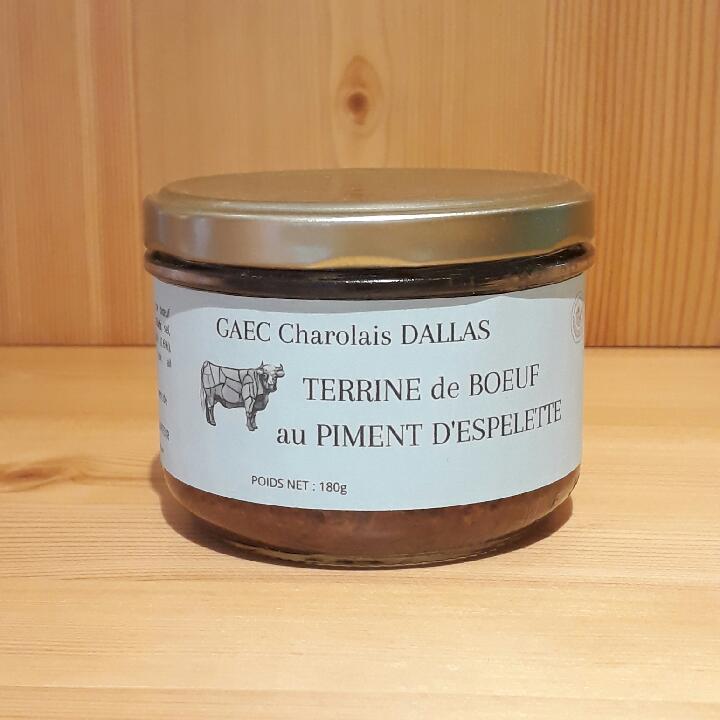 GAEC Charolais DALLAS
TERRINE de BOEUF
au PIMENT D'ESPELETTE
POIDS NET : 180g